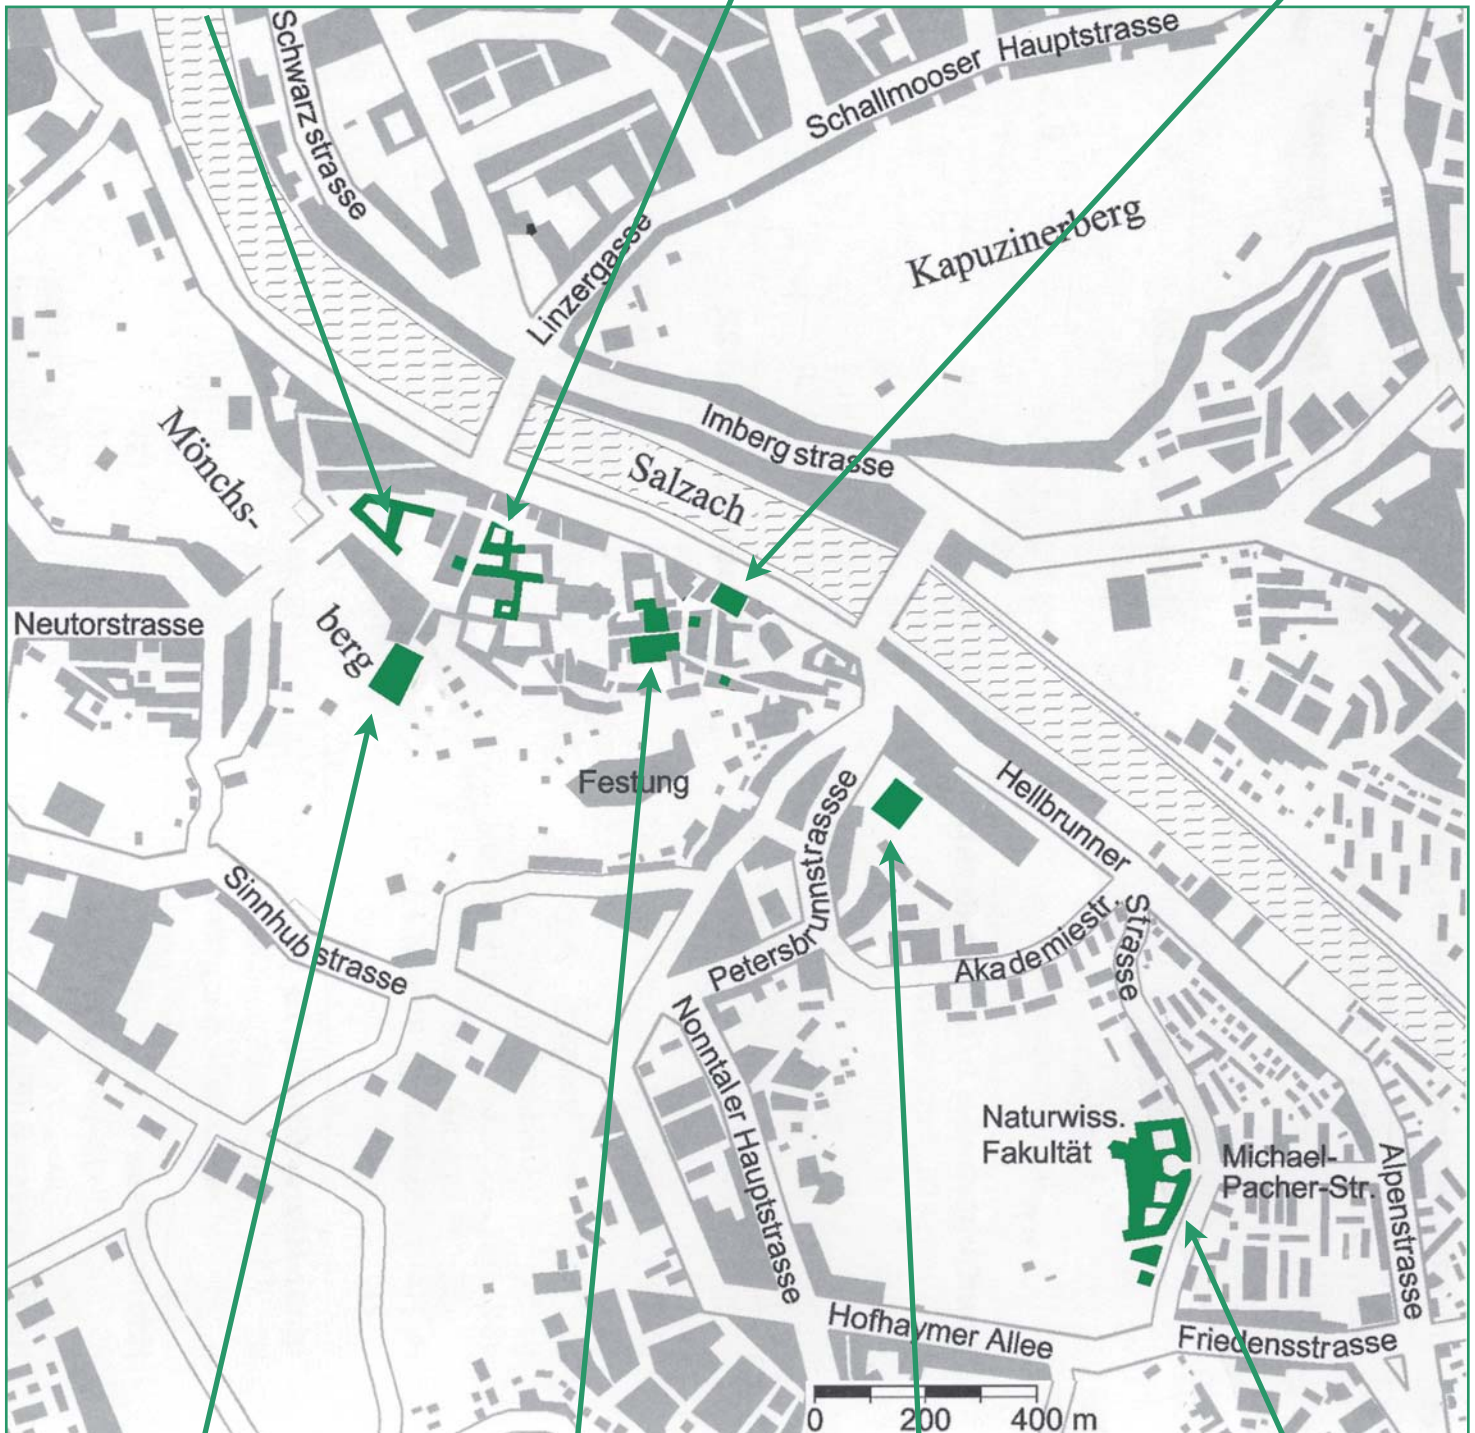 Schwarzstrasse
Schallmooser Hauptstrasse
Linzergasse
Kapuzinerberg
Imbergstrasse
Salzach
Mönchs-
berg
Neutorstrasse
Festung
Hellbrunner
Strasse
Petersbrunnstrasse
Akademiestr.
Sinnhubstrasse
Nonntaler Hauptstrasse
Naturwiss.
Fakultät
Michael-
Pacher-Str.
Alpenstrasse
Hofhaymer Allee
Friedensstrasse
0 200 400 m